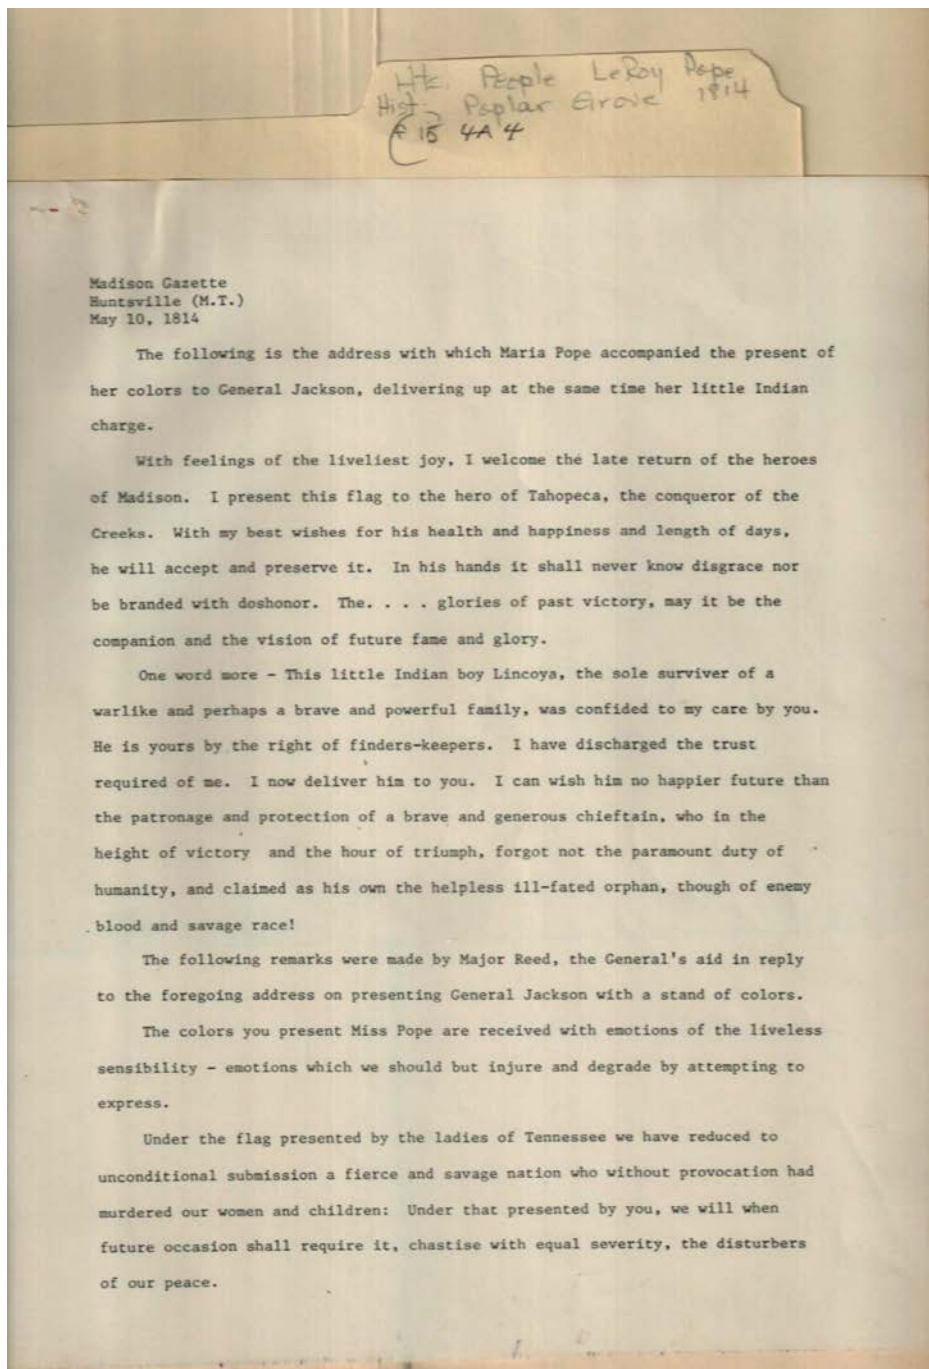 Htc. People LeRoy Pope
Hist- Poplar Grove 1814
F 15 4A4
Madison Gazette
Huntsville (M.T.)
May 10, 1814
The following is the address with which Maria Pope accompanied the present of
her colors to General Jackson, delivering up at the same time her little Indian
charge.
With feelings of the liveliest joy, I welcome the late return of the heroes
of Madison. I present this flag to the hero of Tahopeca, the conqueror of the
Creeks. With my best wishes for his health and happiness and length of days,
he will accept and preserve it. In his hands it shall never know disgrace nor
be branded with doshonor. The. . . . glories of past victory, may it be the
companion and the vision of future fame and glory.
One word more - This little Indian boy Lincoya, the sole surviver of a
warlike and perhaps a brave and powerful family, was confided to my care by you.
He is yours by the right of finders-keepers. I have discharged the trust
required of me. I now deliver him to you. I can wish him no happier future than
the patronage and protection of a brave and generous chieftain, who in the
height of victory and the hour of triumph, forgot not the paramount duty of
humanity, and claimed as his own the helpless ill-fated orphan, though of enemy
blood and savage race!
The following remarks were made by Major Reed, the General's aid in reply
to the foregoing address on presenting General Jackson with a stand of colors.
The colors you present Miss Pope are received with emotions of the liveless
sensibility - emotions which we should but injure and degrade by attempting to
express.
Under the flag presented by the ladies of Tennessee we have reduced to
unconditional submission a fierce and savage nation who without provocation had
murdered our women and children: Under that presented by you, we will when
future occasion shall require it, chastise with equal severity, the disturbers
of our peace.